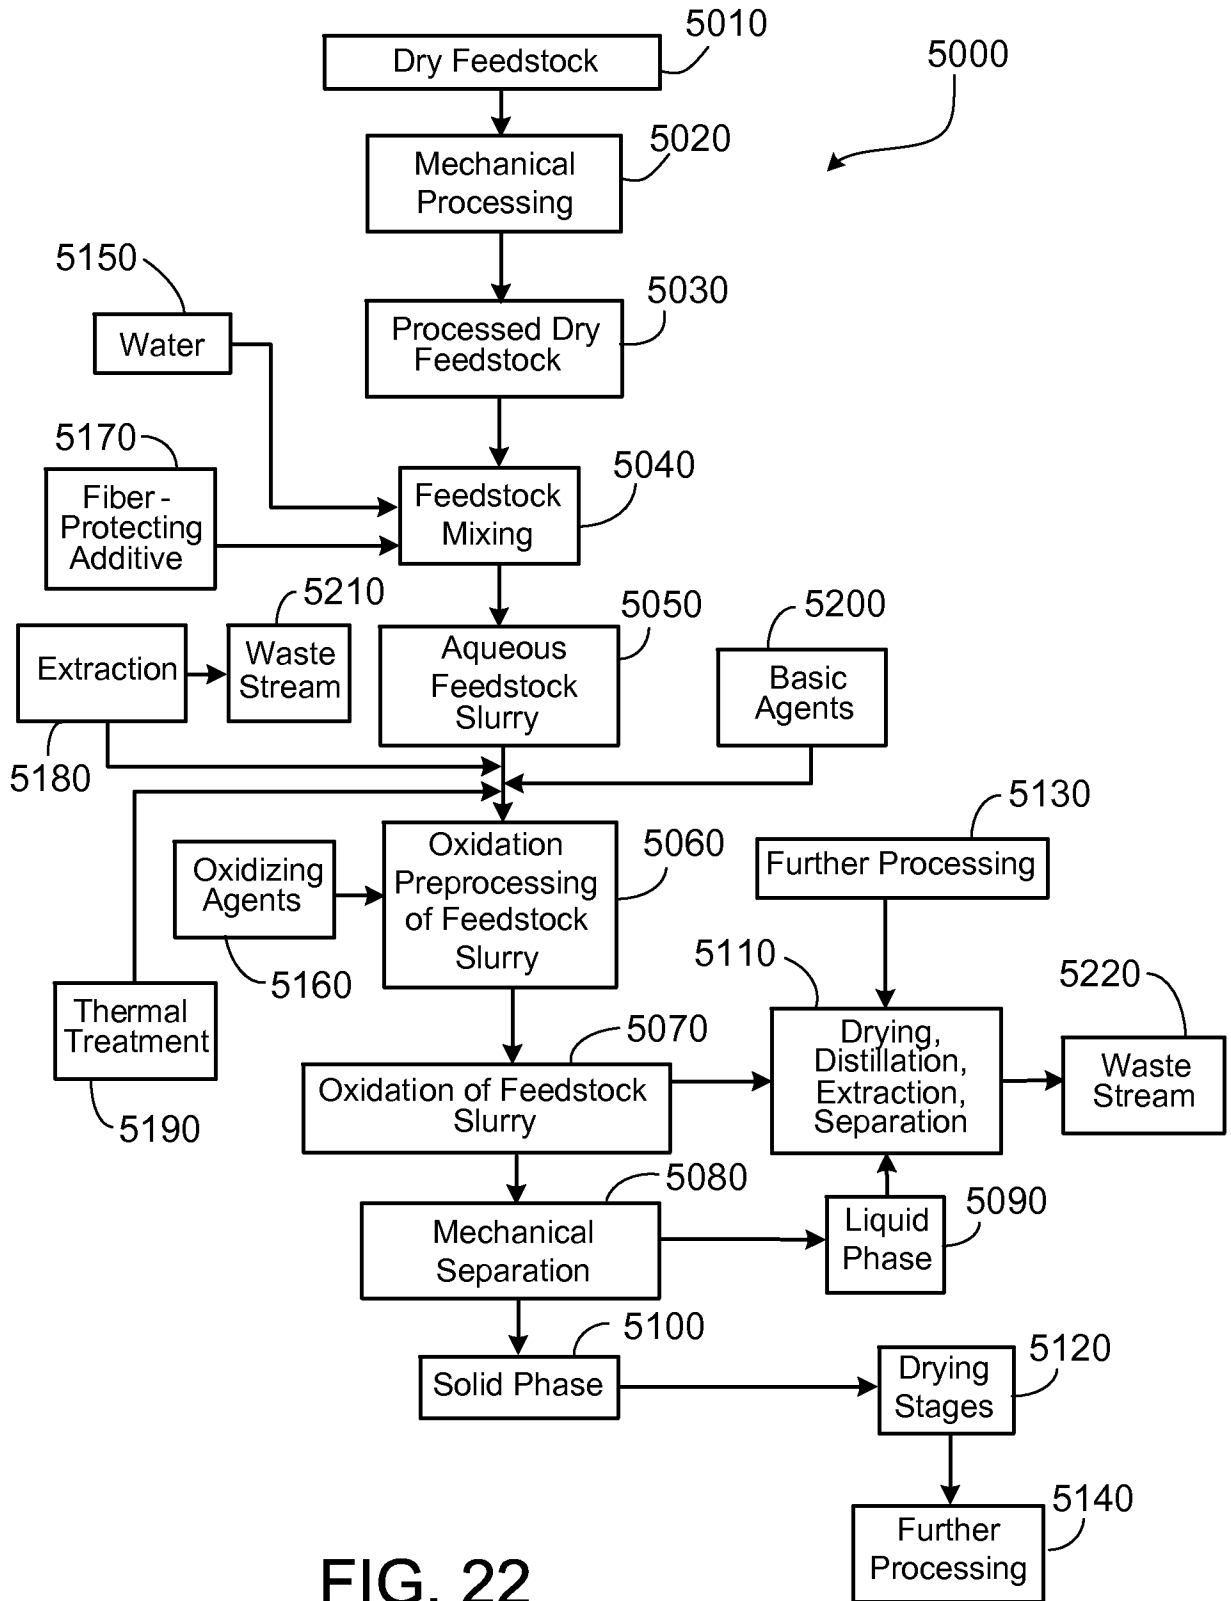 5010
Dry Feedstock
5000
5020
Mechanical
Processing
5150
Water
5030
Processed Dry
Feedstock
5170
Fiber -
Protecting
Additive
5040
Feedstock
Mixing
5210
Extraction
Waste
Stream
5180
5050
Aqueous
Feedstock
Slurry
5200
Basic
Agents
5130
Further Processing
Oxidizing
Agents
5160
Oxidation
Preprocessing
of Feedstock
Slurry
5060
Thermal
Treatment
5190
5110
Drying,
Distillation,
Extraction,
Separation
5220
Waste
Stream
5070
Oxidation of Feedstock
Slurry
5080
Mechanical
Separation
Liquid
Phase
5090
5100
Solid Phase
Drying
Stages
5120
5140
Further
Processing
FIG. 22